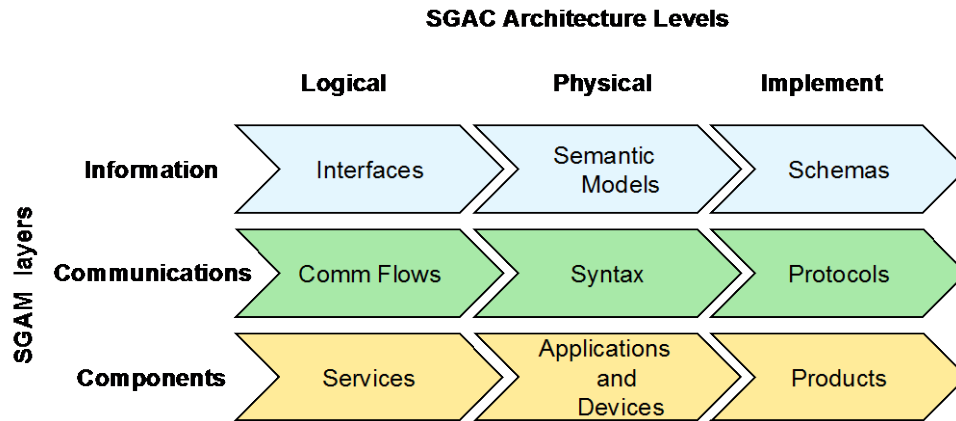 SGAC Architecture Levels
Logical Physical Implement
SGAM layers
Information Interfaces Semantic Models Schemas
Communications Comm Flows Syntax Protocols
Components Services Applications and Devices Products